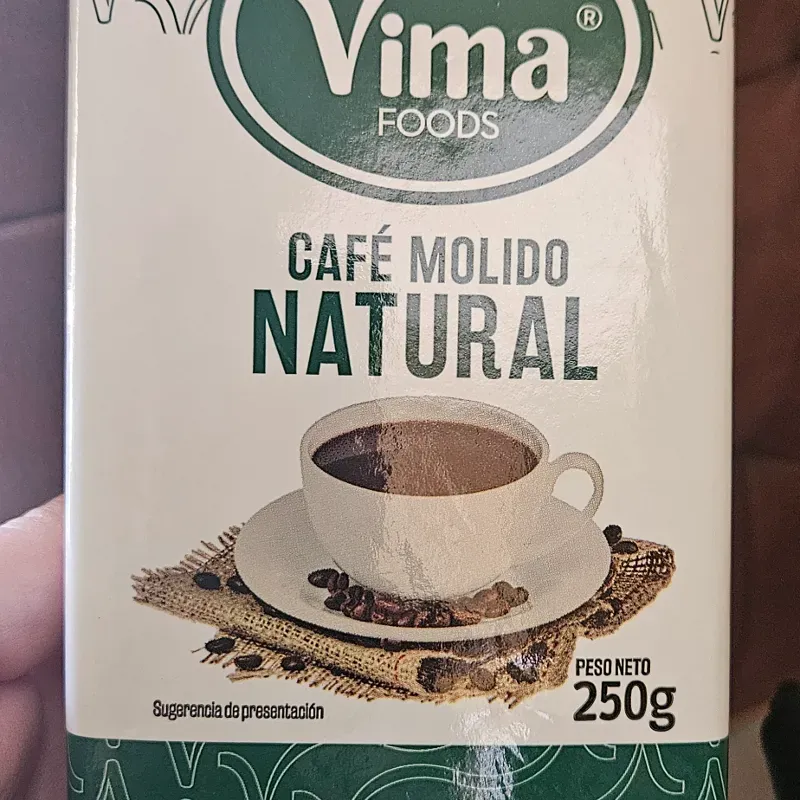 Vima®
FOODS
CAFÉ MOLIDO
NATURAL
PESO NETO
250g
Sugerencia de presentación